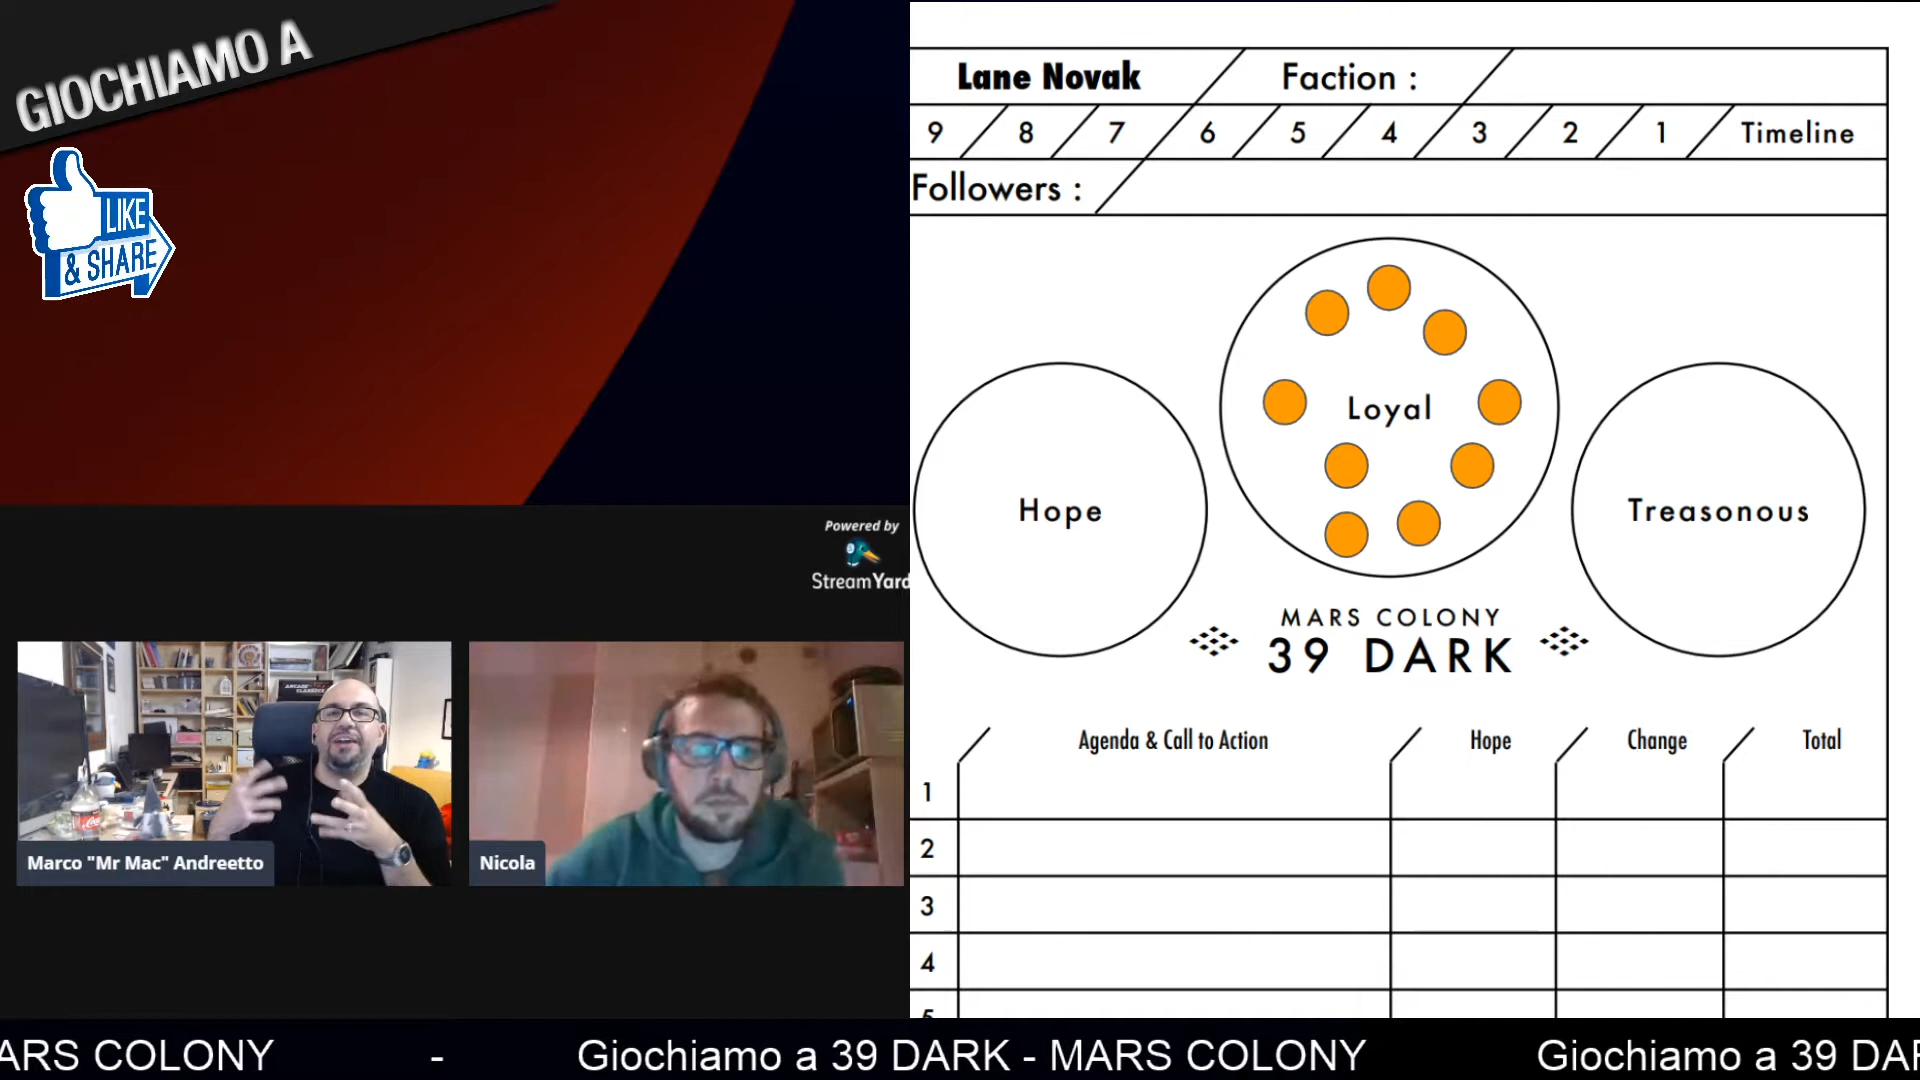 GIOCHIAMO A
LIKE
& SHARE
Powered by
StreamYard
Marco "Mr Mac" Andreetto
Nicola
Lane Novak
Faction :
9 8 7 6 5 4 3 2 1 Timeline
Followers :
Loyal
Hope
Treasonous
MARS COLONY
39 DARK
Agenda & Call to Action Hope Change Total
1
2
3
4
5
ARS COLONY - Giochiamo a 39 DARK - MARS COLONY Giochiamo a 39 DAR